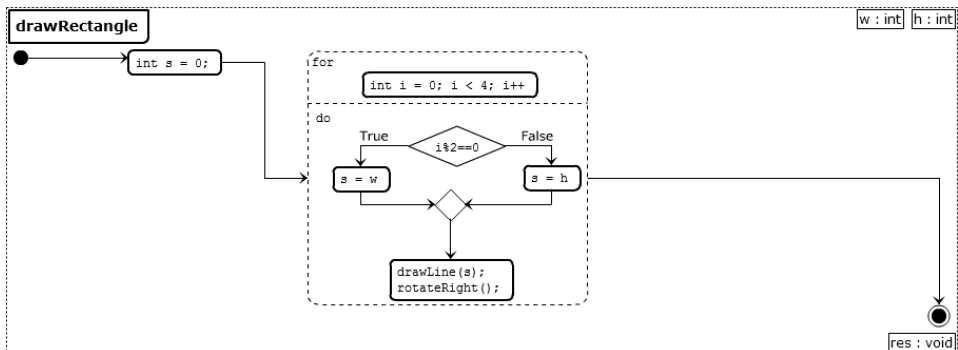 drawRectangle
w : int
h : int
int s = 0;
for
int i = 0; i < 4; i++
do
True
i%2==0
False
s = w
s = h
drawLine(s);
rotateRight();
res : void